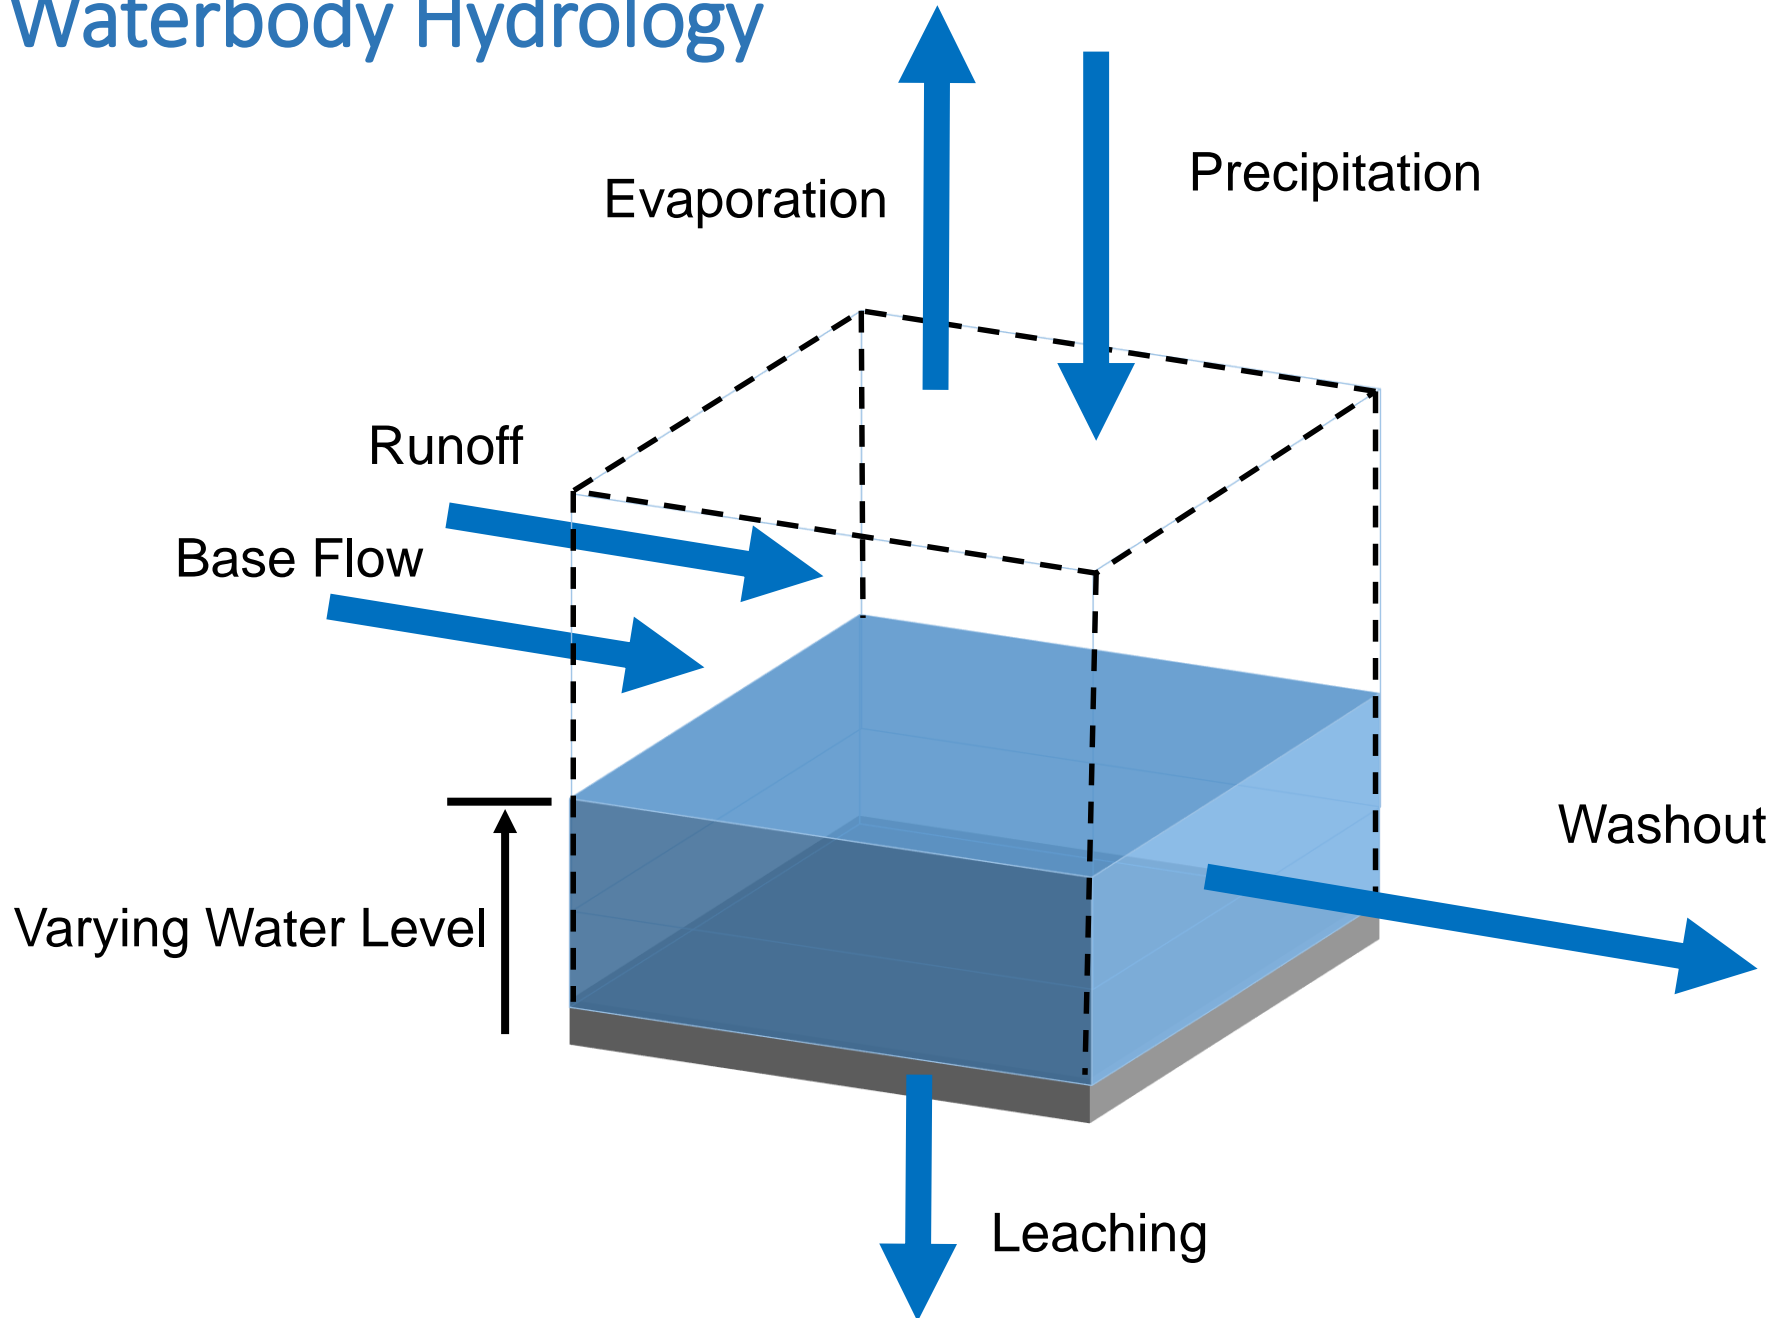 Waterbody Hydrology
Evaporation
Precipitation
Runoff
Base Flow
Washout
Varying Water Level
Leaching